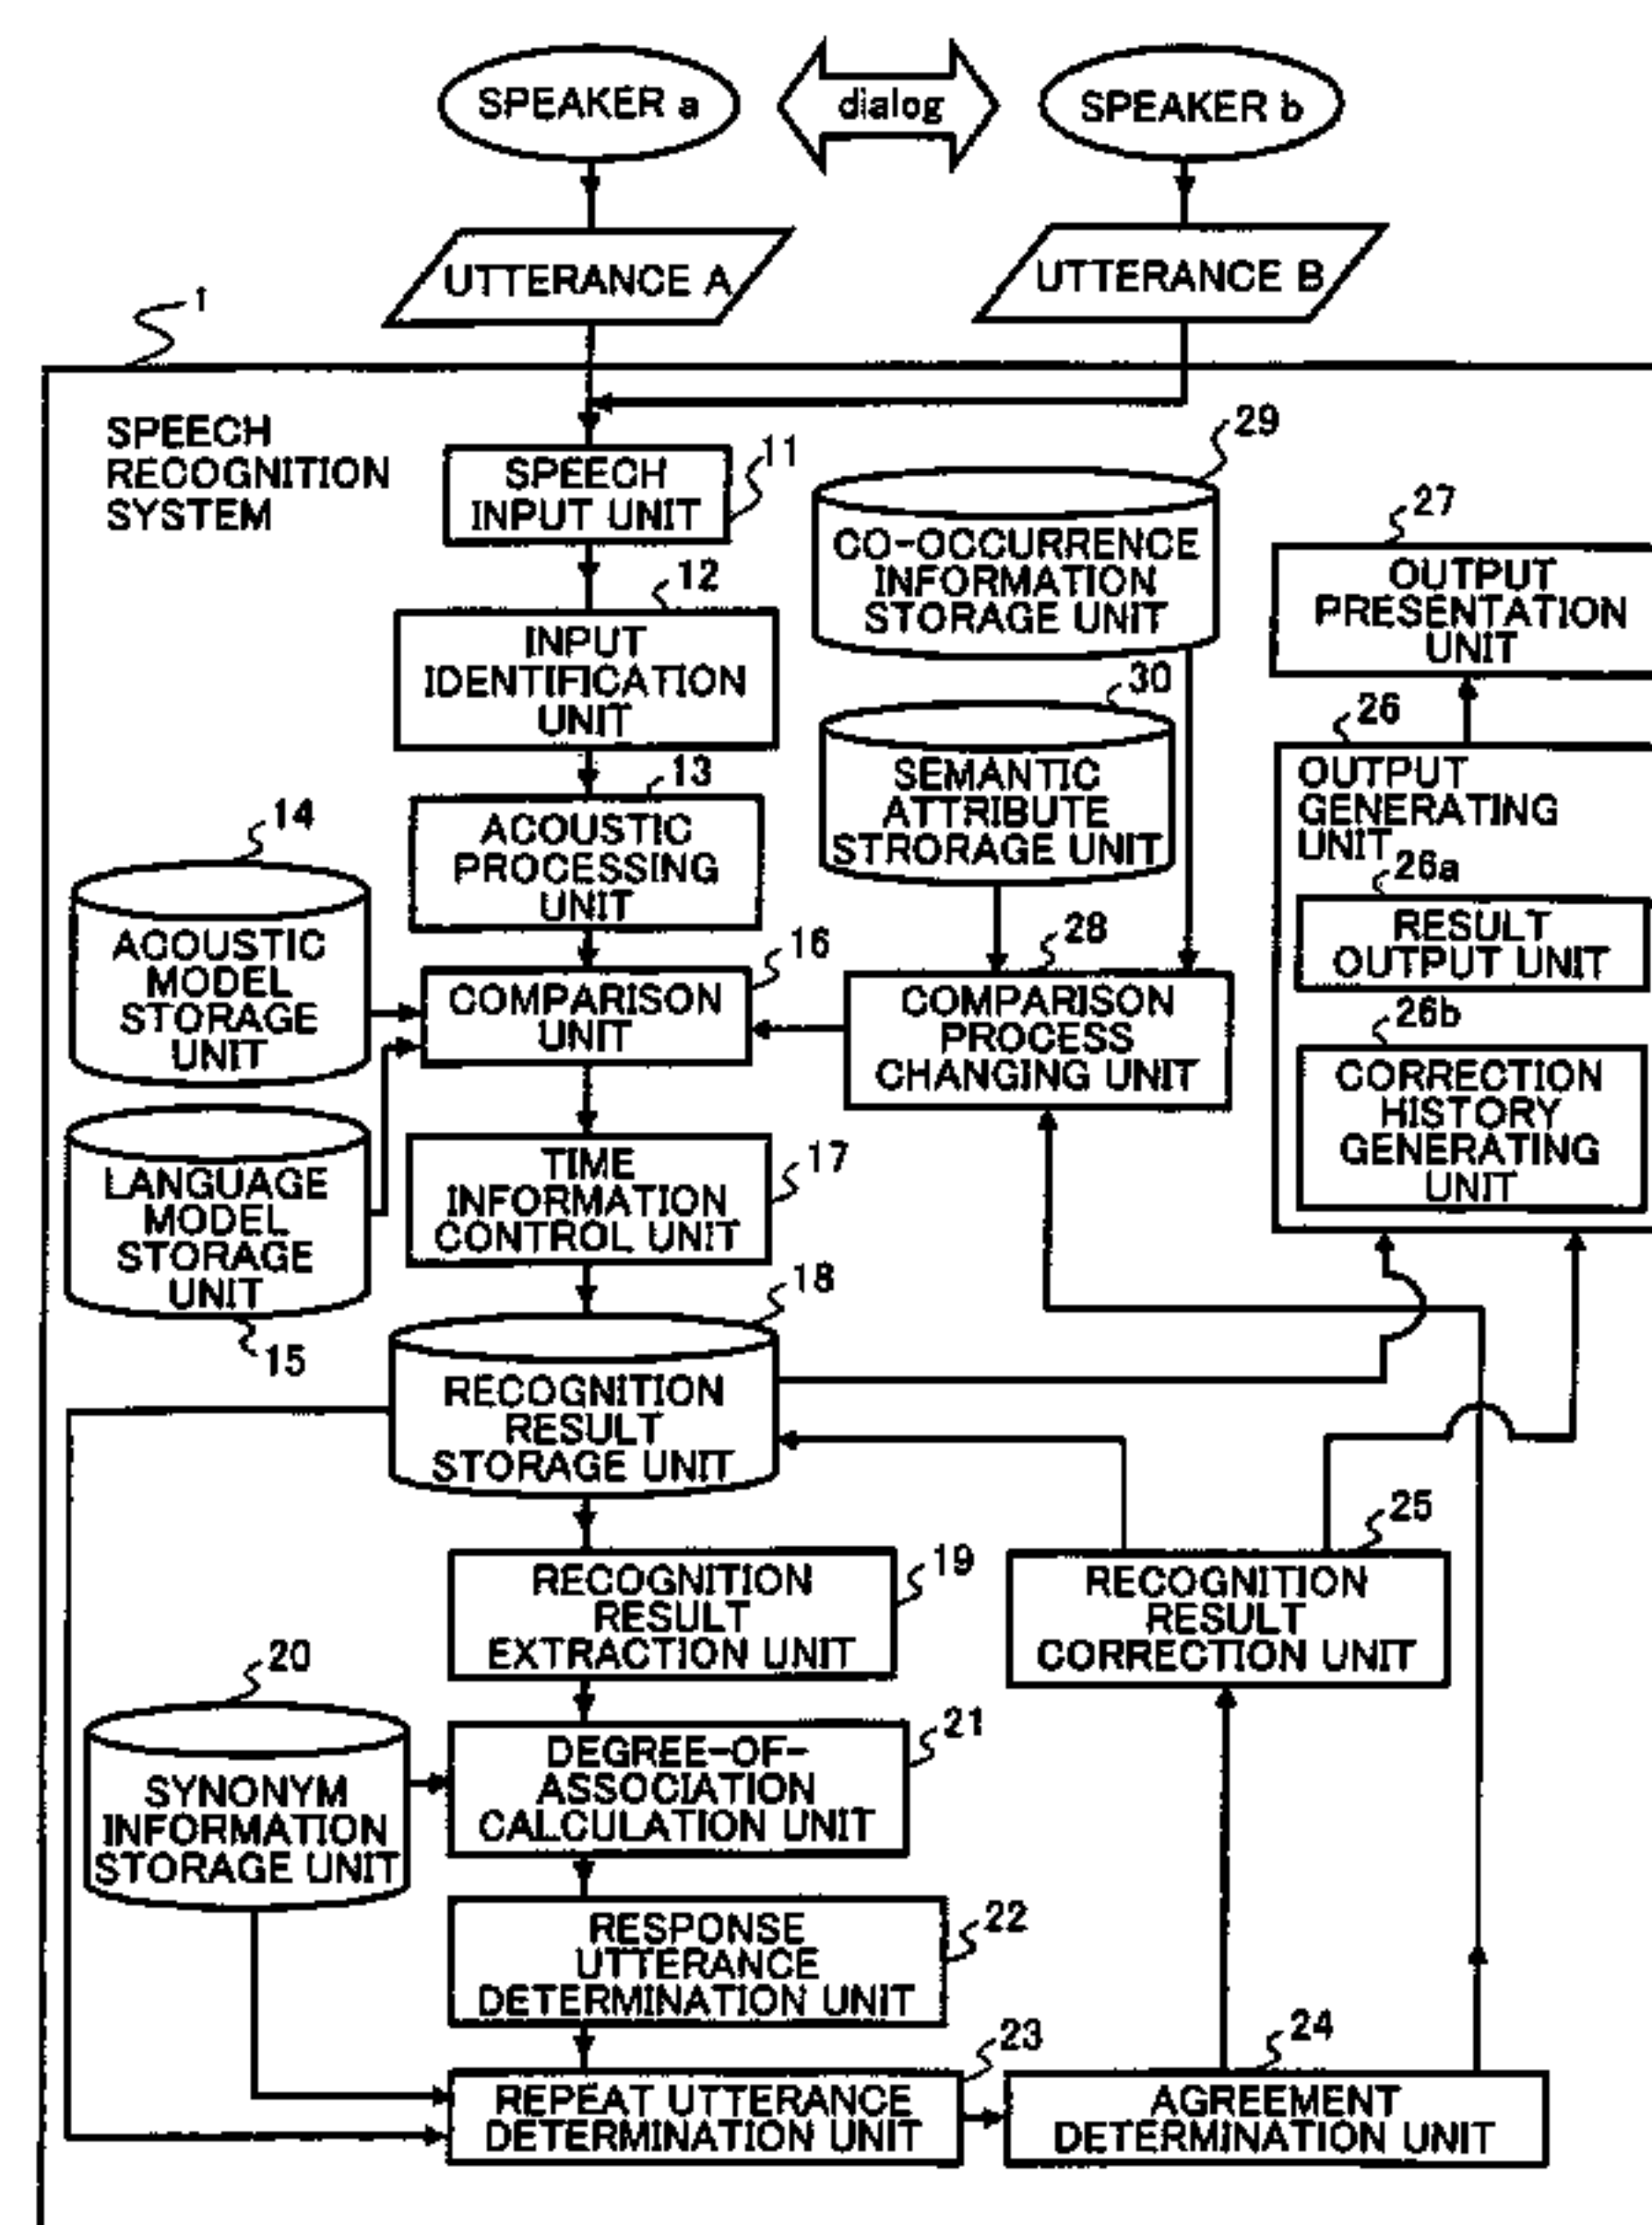 SPEAKER a
dialog
SPEAKER b
UTTERANCE A
UTTERANCE B
1
SPEECH
RECOGNITION
SYSTEM
11
SPEECH
INPUT UNIT
29
CO-OCCURRENCE
INFORMATION
STORAGE UNIT
27
OUTPUT
PRESENTATION
UNIT
12
INPUT
IDENTIFICATION
UNIT
30
SEMANTIC
ATTRIBUTE
STRORAGE UNIT
26
OUTPUT
GENERATING
UNIT
26a
RESULT
OUTPUT UNIT
26b
CORRECTION
HISTORY
GENERATING
UNIT
13
ACOUSTIC
PROCESSING
UNIT
14
ACOUSTIC
MODEL
STORAGE
UNIT
16
COMPARISON
UNIT
28
COMPARISON
PROCESS
CHANGING UNIT
LANGUAGE
MODEL
STORAGE
UNIT
15
17
TIME
INFORMATION
CONTROL UNIT
18
RECOGNITION
RESULT
STORAGE UNIT
19
RECOGNITION
RESULT
EXTRACTION UNIT
25
RECOGNITION
RESULT
CORRECTION UNIT
20
SYNONYM
INFORMATION
STORAGE UNIT
21
DEGREE-OF-
ASSOCIATION
CALCULATION UNIT
22
RESPONSE
UTTERANCE
DETERMINATION UNIT
23
REPEAT UTTERANCE
DETERMINATION UNIT
24
AGREEMENT
DETERMINATION UNIT